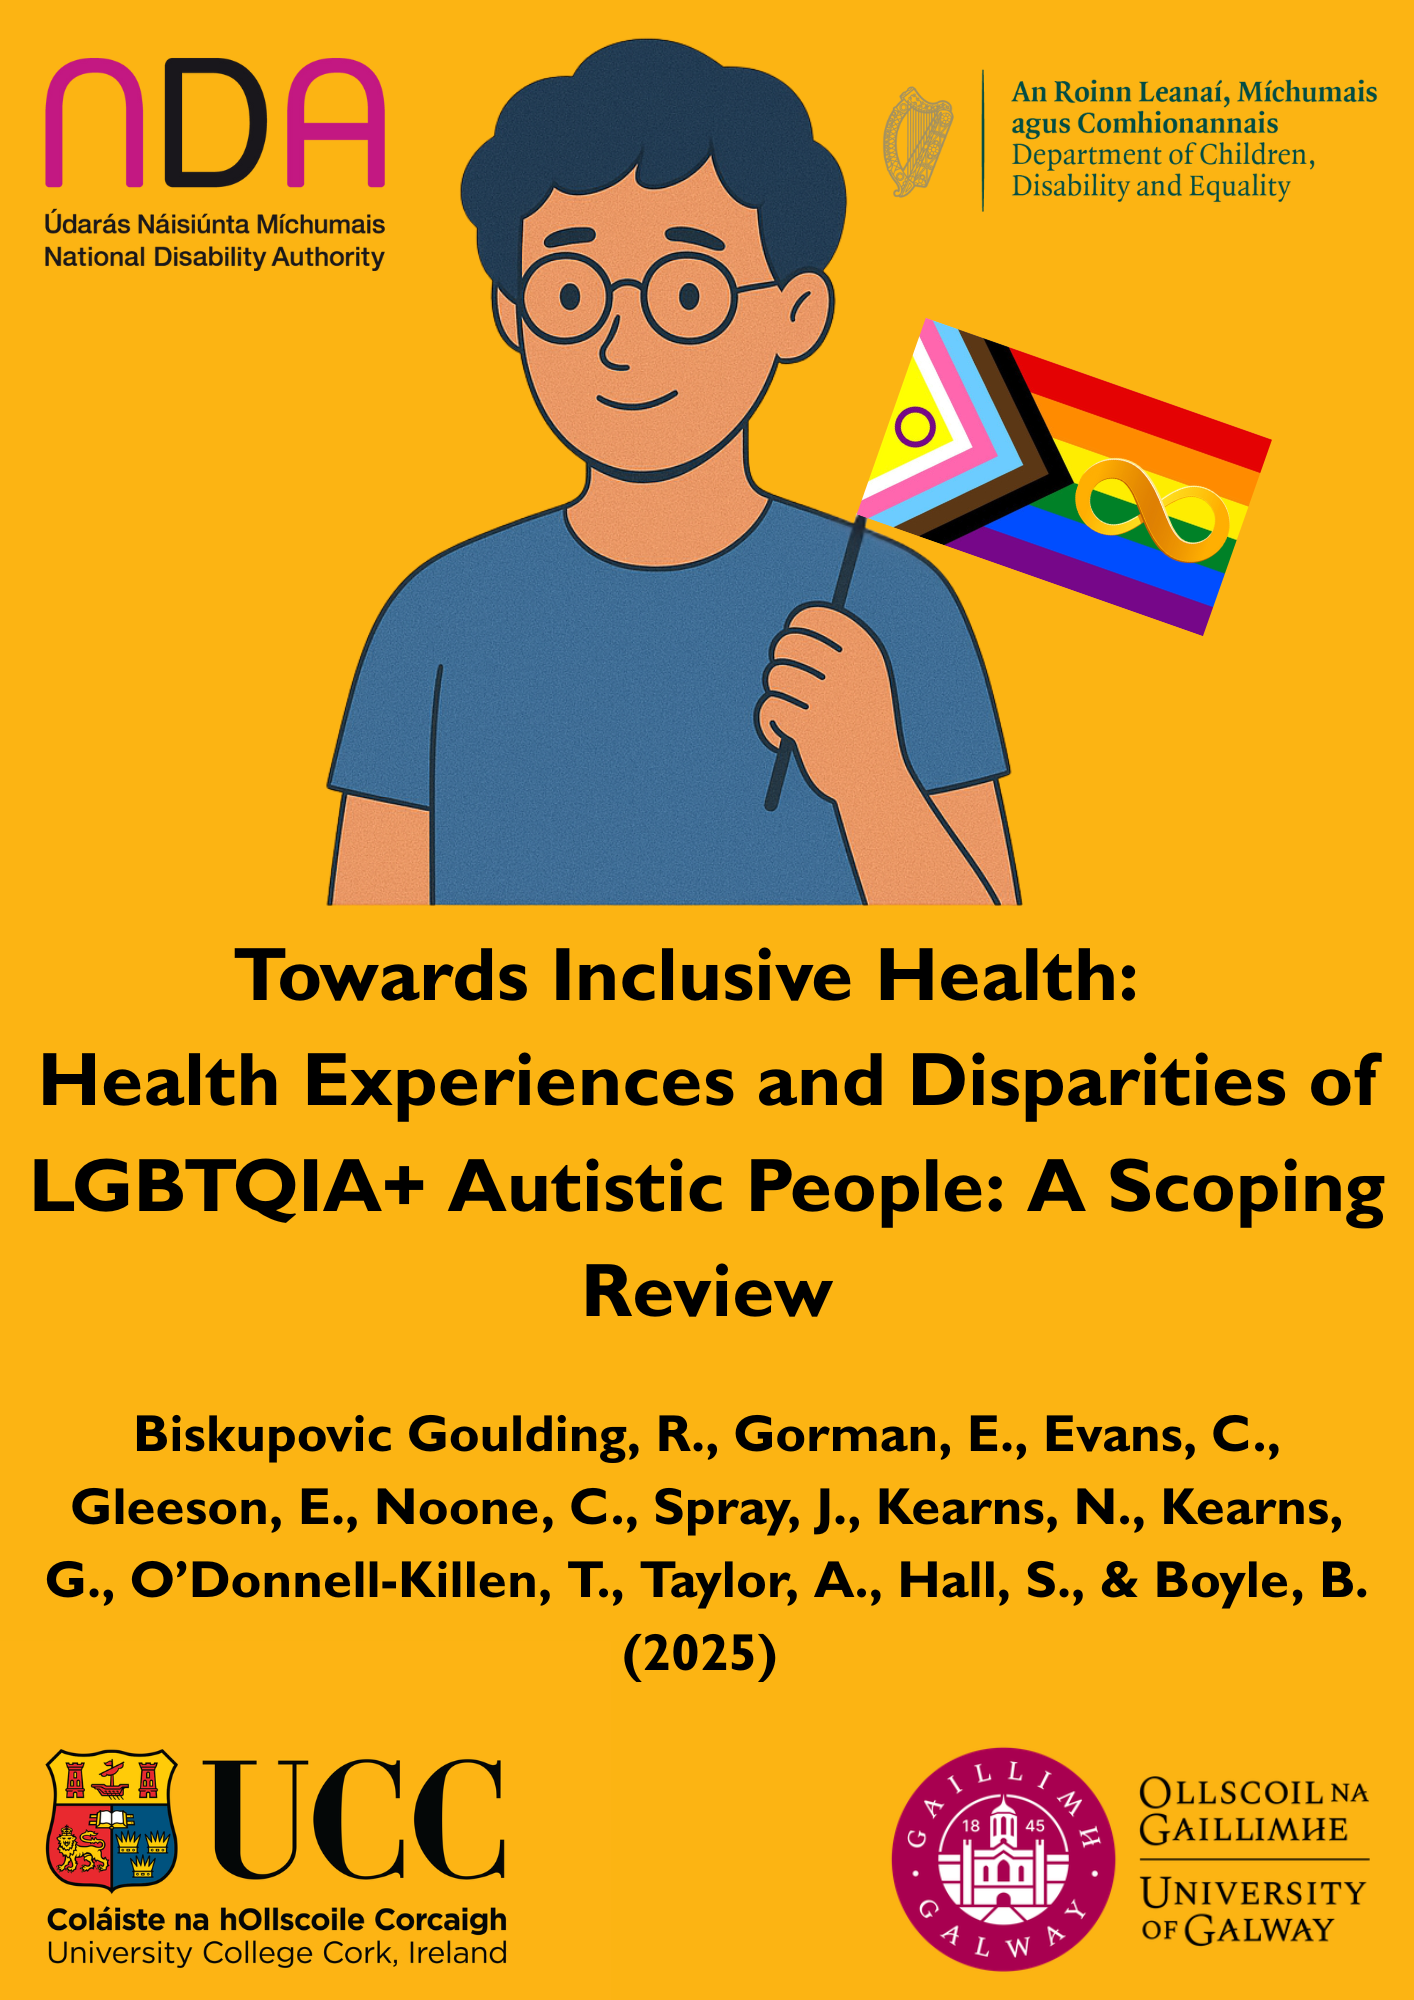 NDA
Údarás Náisiúnta Míchumais
National Disability Authority
An Roinn Leanaí, Míchumais
agus Comhionannais
Department of Children,
Disability and Equality
Towards Inclusive Health:
Health Experiences and Disparities of
LGBTQIA+ Autistic People: A Scoping
Review
Biskupovic Goulding, R., Gorman, E., Evans, C.,
Gleeson, E., Noone, C., Spray, J., Kearns, N., Kearns,
G., O’Donnell-Killen, T., Taylor, A., Hall, S., & Boyle, B.
(2025)
UCC
Coláiste na hOllscoile Corcaigh
University College Cork, Ireland
GAILLIMH
18 45
GALWAY
OLLSCOIL NA
GAILLIMHE
UNIVERSITY
OF GALWAY